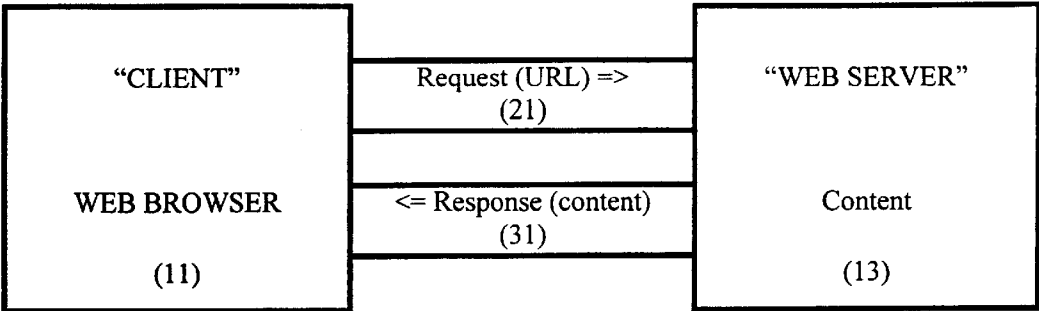 “CLIENT”
Request (URL) =>
(21)
“WEB SERVER”
WEB BROWSER
<= Response (content)
(31)
Content
(11)
(13)